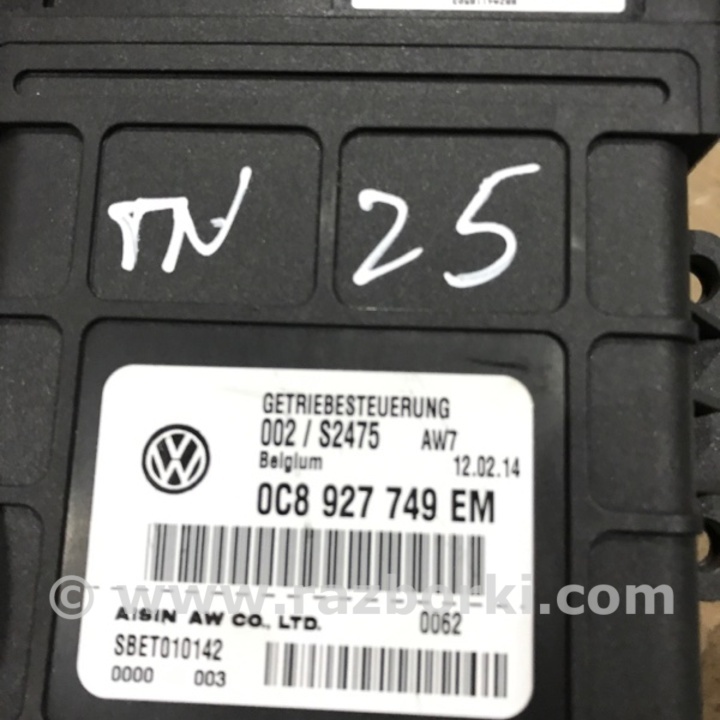 TN 25
GETRIEBESTEUERUNG
002 / S2475 AW7
Belgium 12.02.14
0C8 927 749 EM
© www.razborki.com
AISIN AW CO., LTD. 0062
SBET010142
0000 003